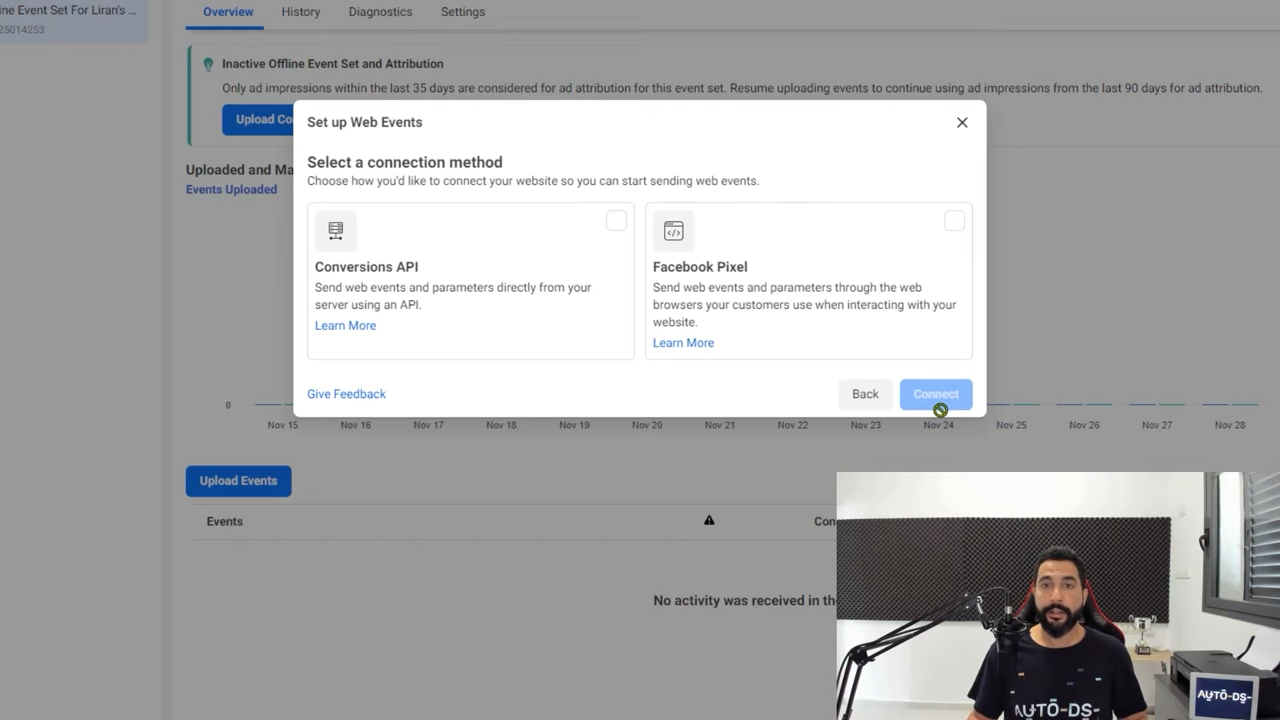 ine Event Set For Liran's ...
25014253
Overview
History
Diagnostics
Settings
Inactive Offline Event Set and Attribution
Only ad impressions within the last 35 days are considered for ad attribution for this event set. Resume uploading events to continue using ad impressions from the last 90 days for ad attribution.
Upload Co
Uploaded and Ma
Events Uploaded
Set up Web Events
Select a connection method
Choose how you'd like to connect your website so you can start sending web events.
Conversions API
Send web events and parameters directly from your
server using an API.
Learn More
Facebook Pixel
Send web events and parameters through the web
browsers your customers use when interacting with your
website.
Learn More
Give Feedback
Back
Connect
0
Nov 15
Nov 16
Nov 17
Nov 18
Nov 19
Nov 20
Nov 21
Nov 22
Nov 23
Nov 24
Nov 25
Nov 26
Nov 27
Nov 28
Upload Events
Events
Con
No activity was received in the
AUTO-DS-
AUTO-DS-